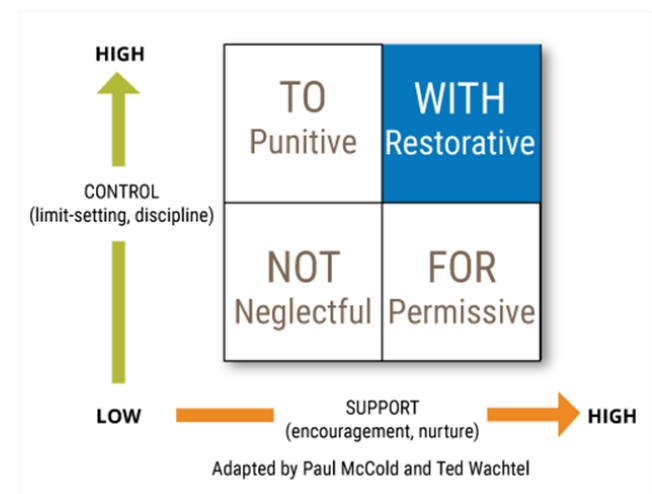 HIGH
TO
Punitive
WITH
Restorative
CONTROL
(limit-setting, discipline)
NOT
Neglectful
FOR
Permissive
LOW
SUPPORT
(encouragement, nurture)
HIGH
Adapted by Paul McCold and Ted Wachtel